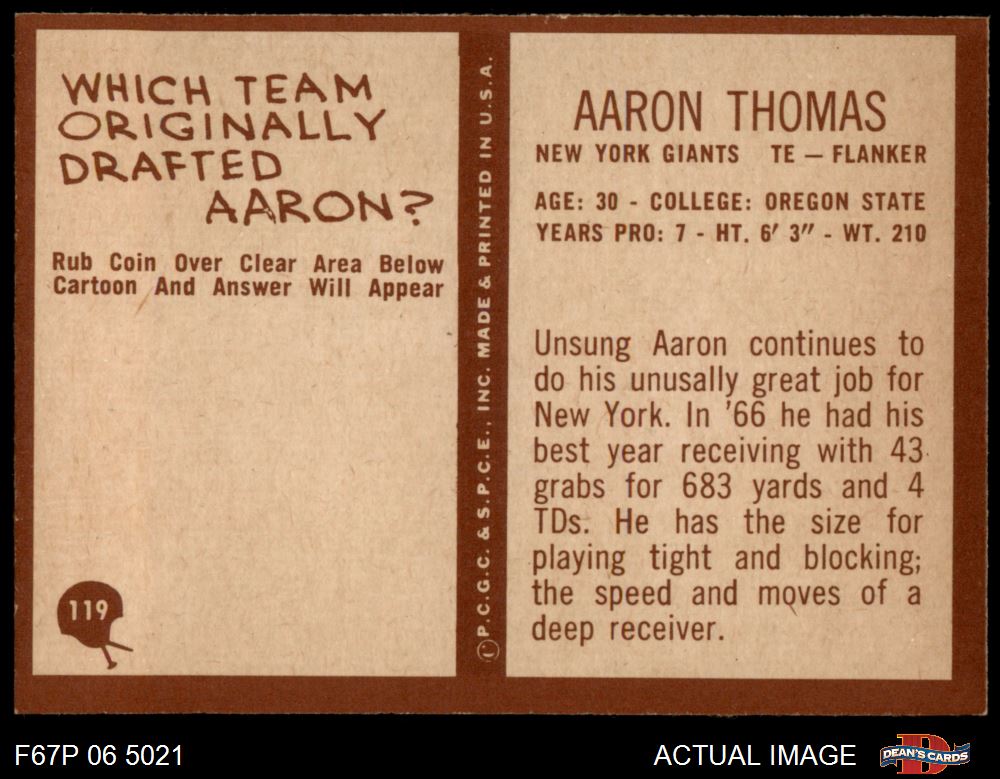 WHICH TEAM
ORIGINALLY
DRAFTED
AARON?
Rub Coin Over Clear Area Below
Cartoon And Answer Will Appear
119
© P.C.G.C. & S.P.C.E., INC. MADE & PRINTED IN U.S.A.
AARON THOMAS
NEW YORK GIANTS TE — FLANKER
AGE: 30 - COLLEGE: OREGON STATE
YEARS PRO: 7 - HT. 6' 3" - WT. 210
Unsung Aaron continues to
do his unusally great job for
New York. In '66 he had his
best year receiving with 43
grabs for 683 yards and 4
TDs. He has the size for
playing tight and blocking;
the speed and moves of a
deep receiver.
F67P 06 5021
ACTUAL IMAGE
DEAN'S CARDS